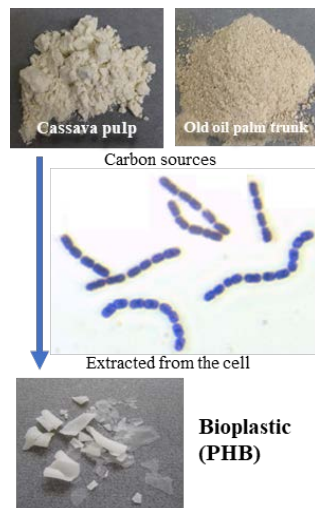 Cassava pulp
Old oil palm trunk
Carbon sources
Extracted from the cell
Bioplastic
(PHB)